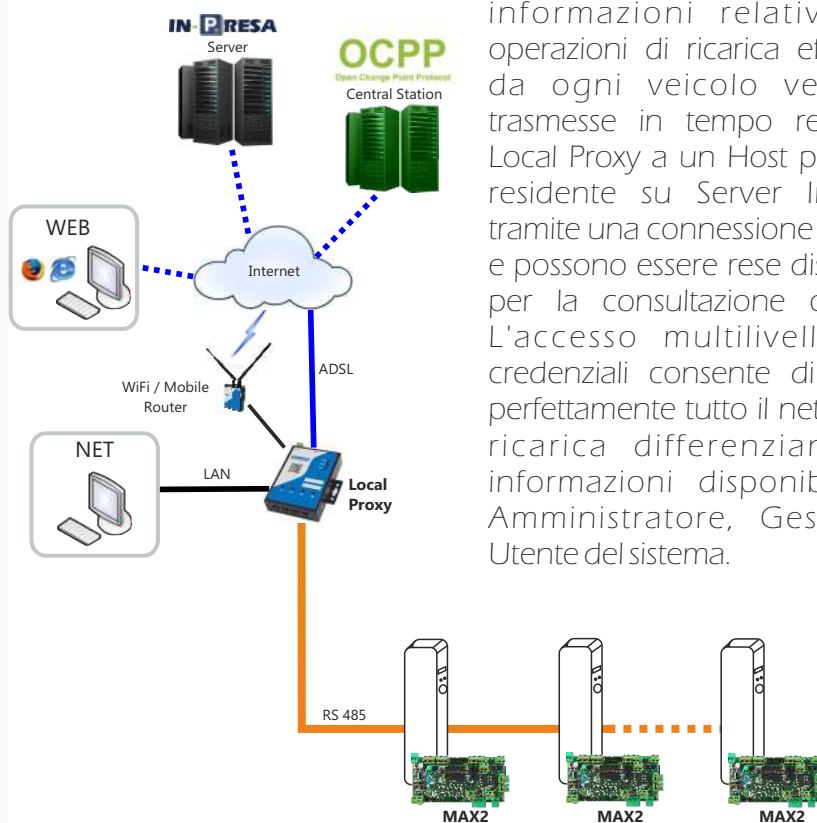 IN-PRESA
Server
OCPP
Open Change Point Protocol
Central Station
WEB
Internet
WiFi / Mobile
Router
ADSL
NET
LAN
Local
Proxy
RS 485
MAX2
MAX2
MAX2
informazioni relativ
operazioni di ricarica ef
da ogni veicolo ve
trasmesse in tempo re
Local Proxy a un Host p
residente su Server I
tramite una connessione
e possono essere rese dis
per la consultazione
L'accesso multilivell
credenziali consente di
perfettamente tutto il net
ricarica differenzia
informazioni disponib
Amministratore, Ges
Utente del sistema.